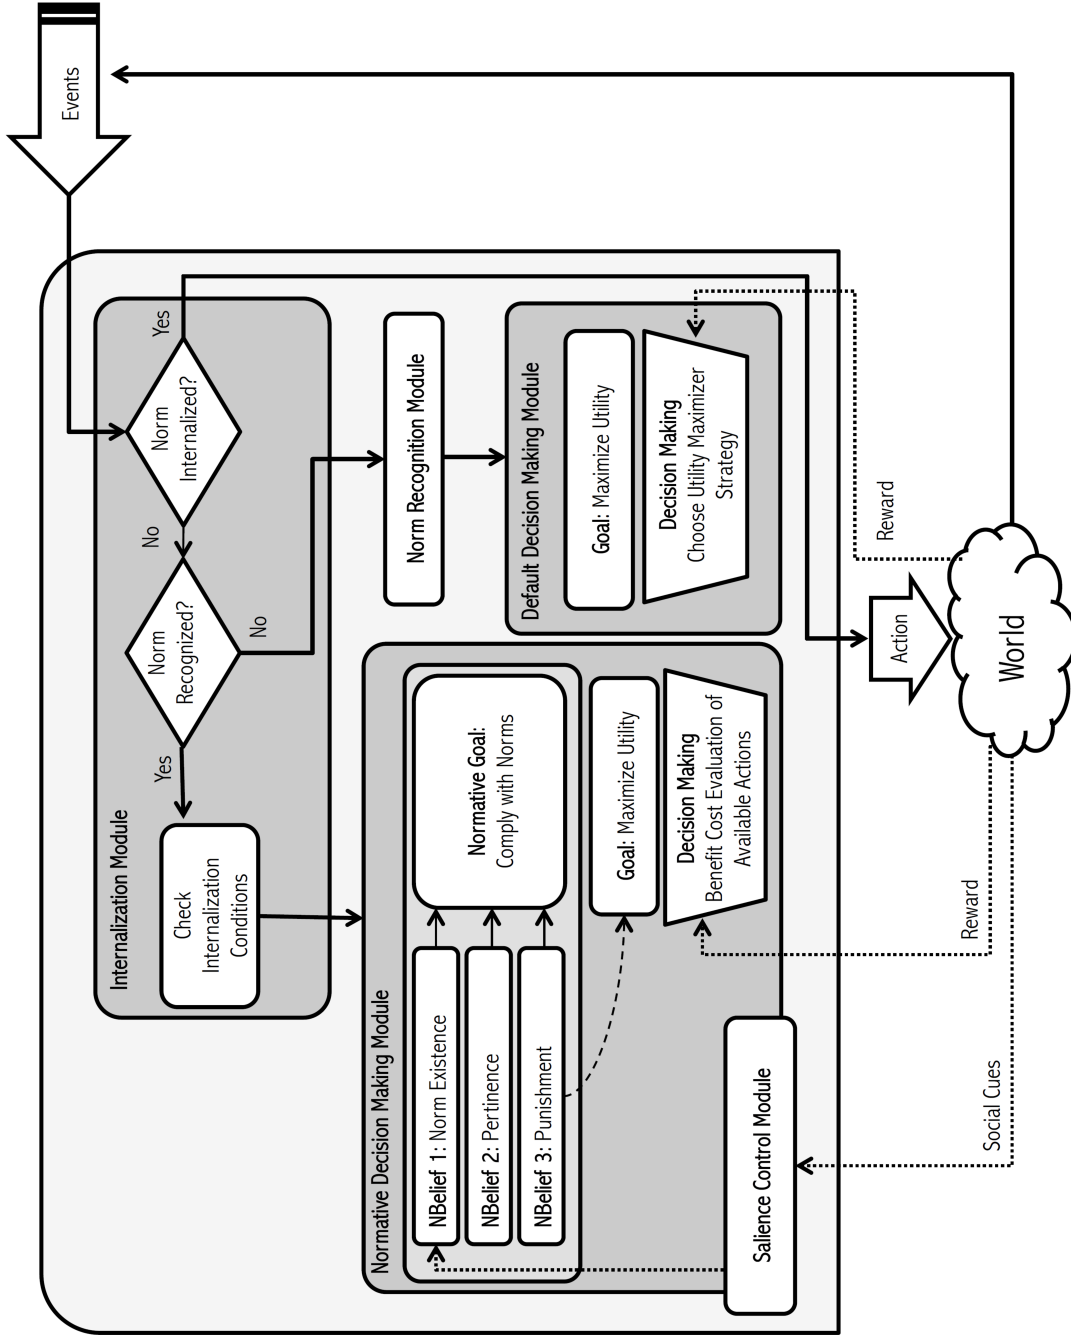 Events
Internalization Module
Check
Internalization
Conditions
Yes
Norm
Recognized?
No
No
Norm
Internalized?
Yes
Normative Decision Making Module
NBelief 1: Norm Existence
NBelief 2: Pertinence
NBelief 3: Punishment
Normative Goal:
Comply with Norms
Goal: Maximize Utility
Decision Making
Benefit Cost Evaluation of
Available Actions
Salience Control Module
Norm Recognition Module
Default Decision Making Module
Goal: Maximize Utility
Decision Making
Choose Utility Maximizer
Strategy
Action
Reward
Reward
Social Cues
World